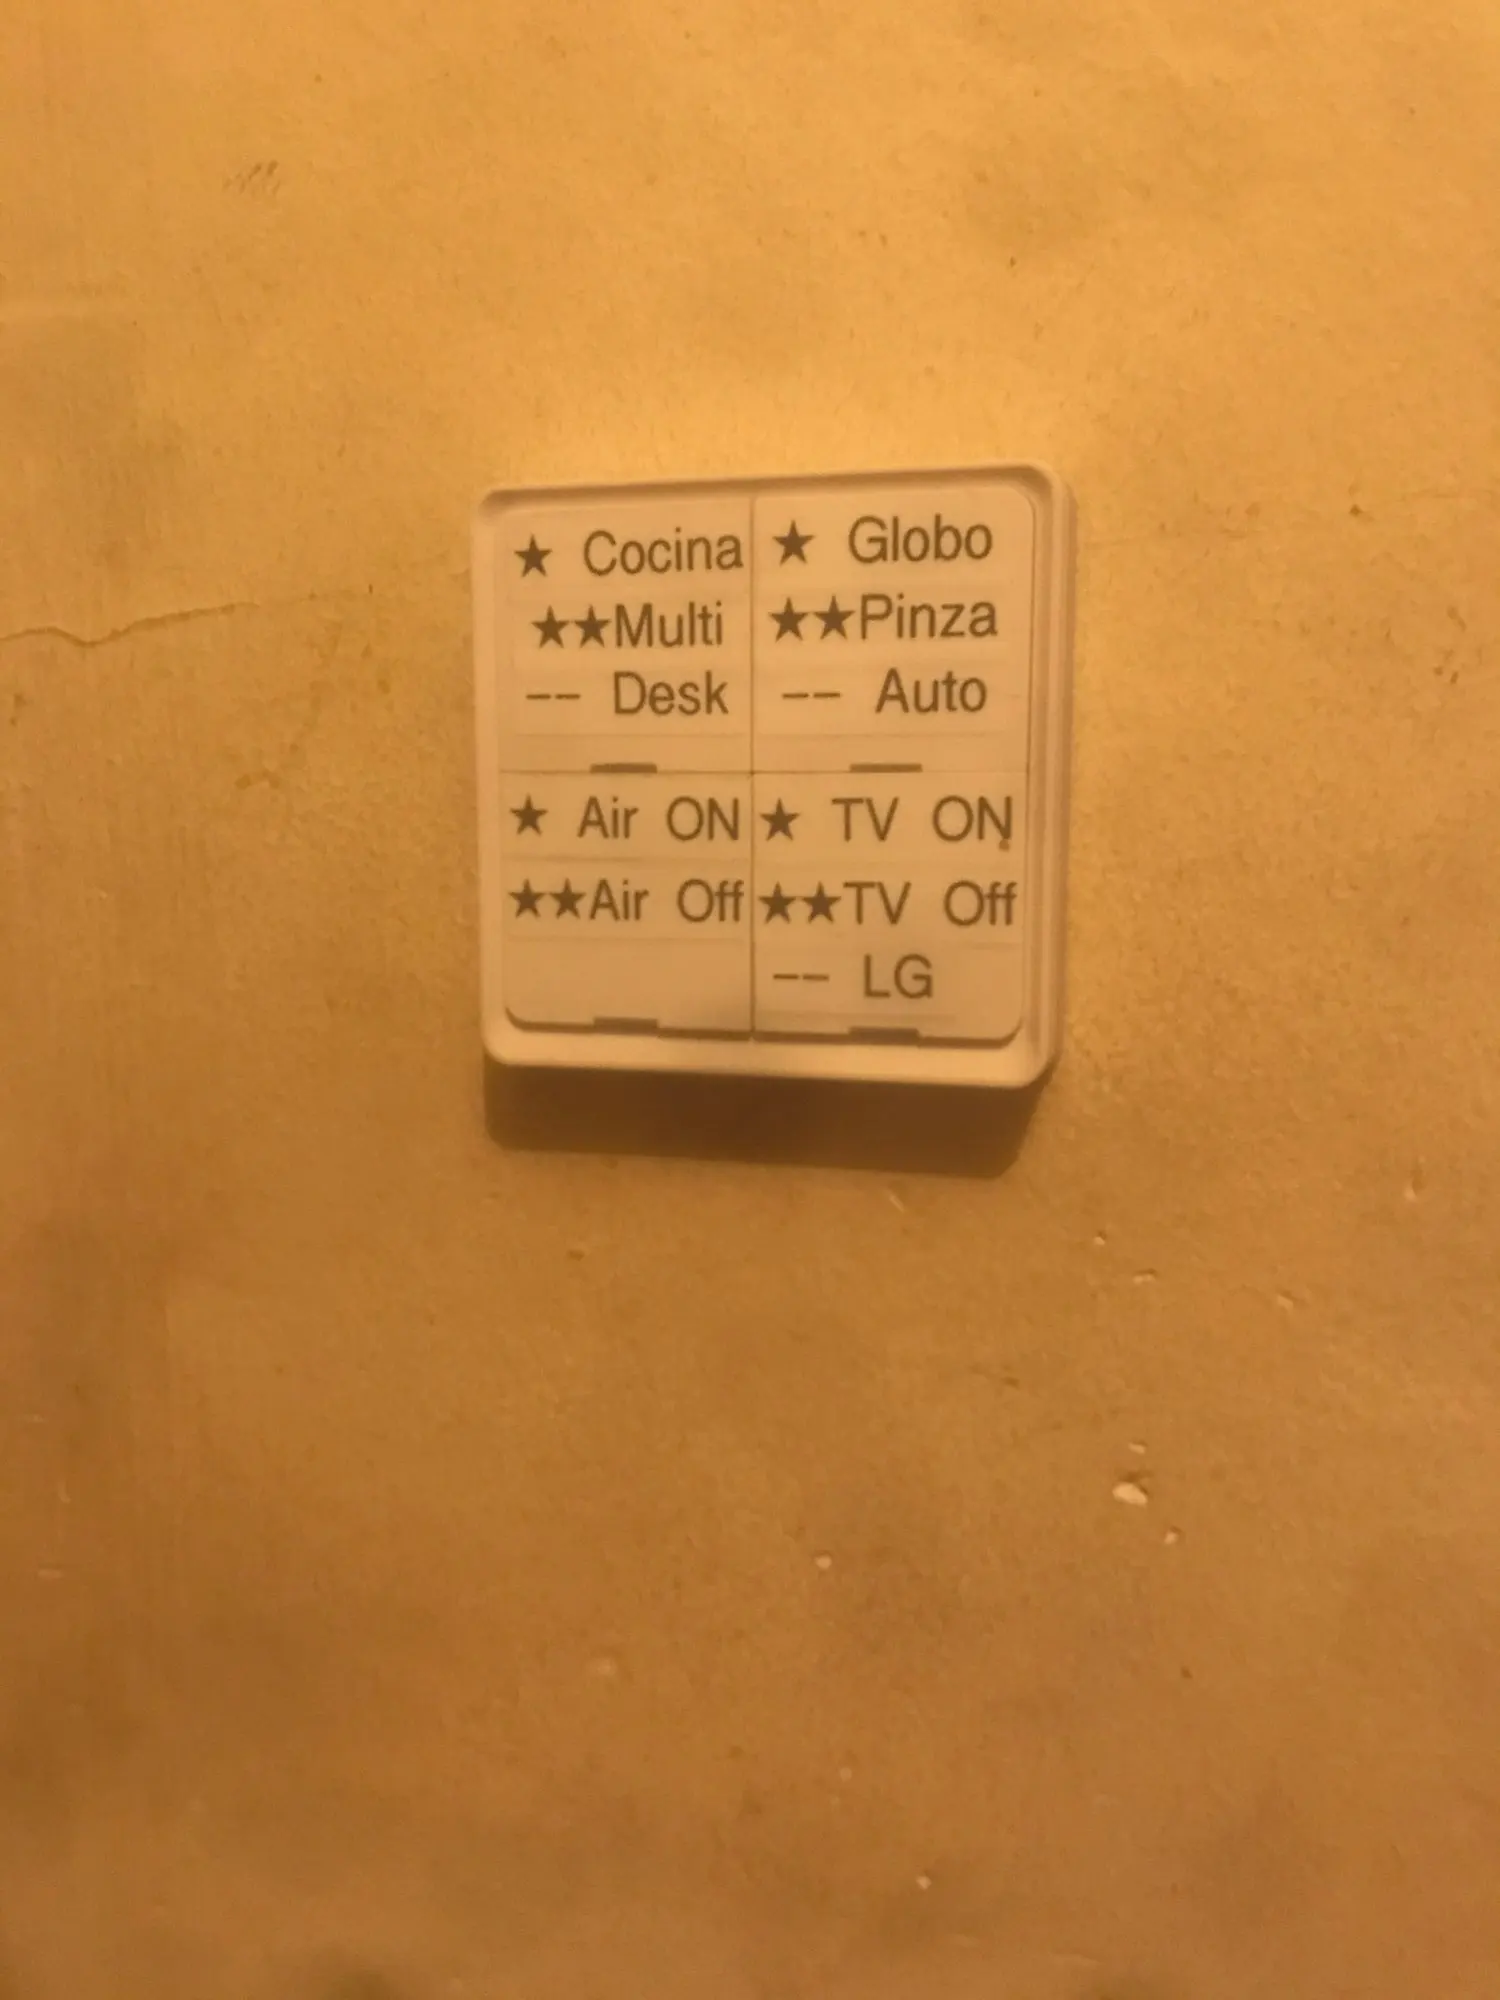 ★ Cocina
★★Multi
-- Desk
★ Globo
★★Pinza
-- Auto
★ Air ON
★★Air Off
★ TV ON
★★TV Off
-- LG